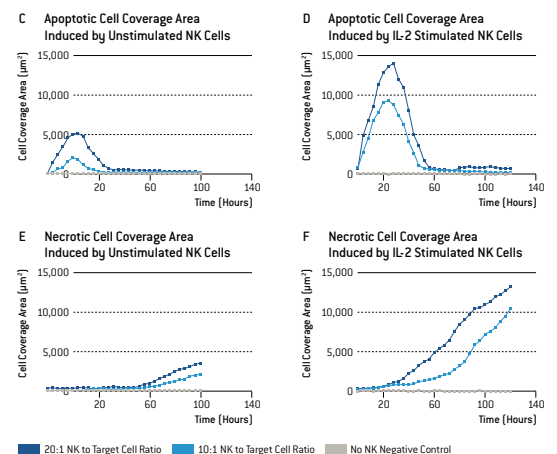 C Apoptotic Cell Coverage Area
Induced by Unstimulated NK Cells
Cell Coverage Area (µm²)
15,000
10,000
5,000
0
20
60
100
140
Time (Hours)
D Apoptotic Cell Coverage Area
Induced by IL-2 Stimulated NK Cells
Cell Coverage Area (µm²)
15,000
10,000
5,000
0
20
60
100
140
Time (Hours)
E Necrotic Cell Coverage Area
Induced by Unstimulated NK Cells
Cell Coverage Area (µm²)
15,000
10,000
5,000
0
20
60
100
140
Time (Hours)
F Necrotic Cell Coverage Area
Induced by IL-2 Stimulated NK Cells
Cell Coverage Area (µm²)
15,000
10,000
5,000
0
20
60
100
140
Time (Hours)
20:1 NK to Target Cell Ratio 10:1 NK to Target Cell Ratio No NK Negative Control